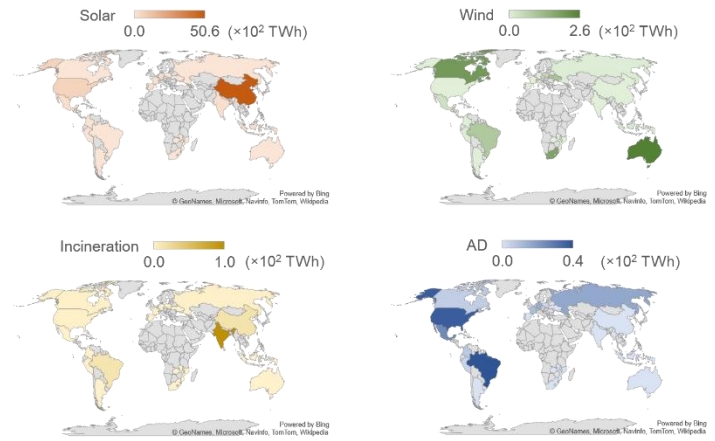 Solar
0.0 50.6 (×10² TWh)
Powered by Bing
© GeoNames, Microsoft, Navinfo, TomTom, Wikipedia
Wind
0.0 2.6 (×10² TWh)
Powered by Bing
© GeoNames, Microsoft, Navinfo, TomTom, Wikipedia
Incineration
0.0 1.0 (×10² TWh)
Powered by Bing
© GeoNames, Microsoft, Navinfo, TomTom, Wikipedia
AD
0.0 0.4 (×10² TWh)
Powered by Bing
© GeoNames, Microsoft, Navinfo, TomTom, Wikipedia